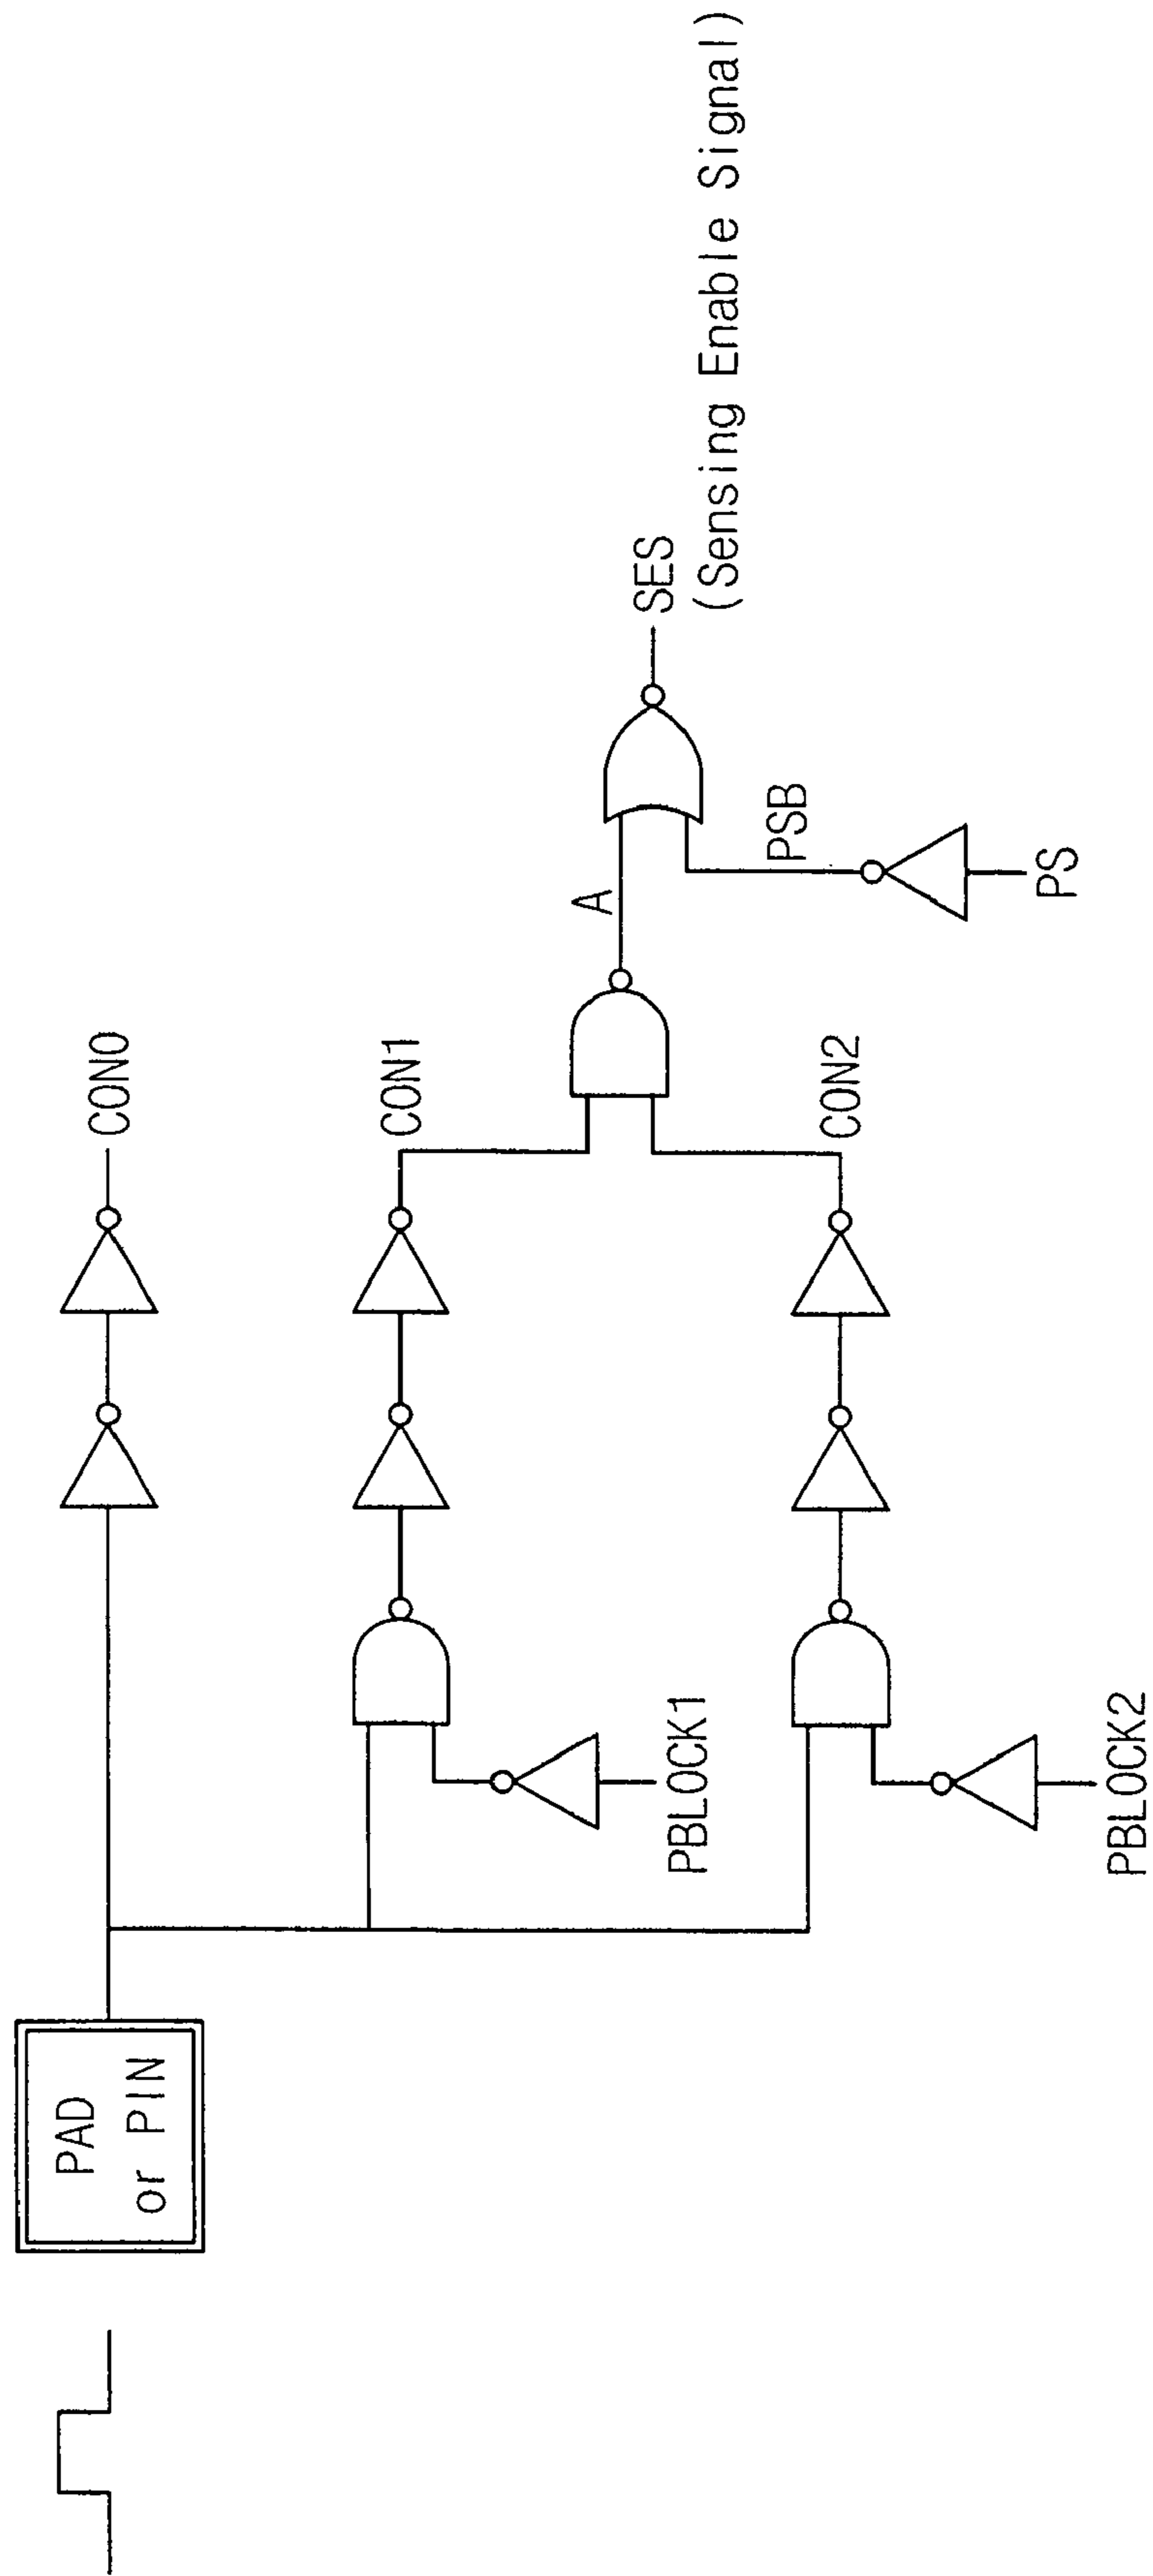 PAD
or PIN
CON0
PBLOCK1
CON1
PBLOCK2
CON2
A
PSB
PS
SES
(Sensing Enable Signal)